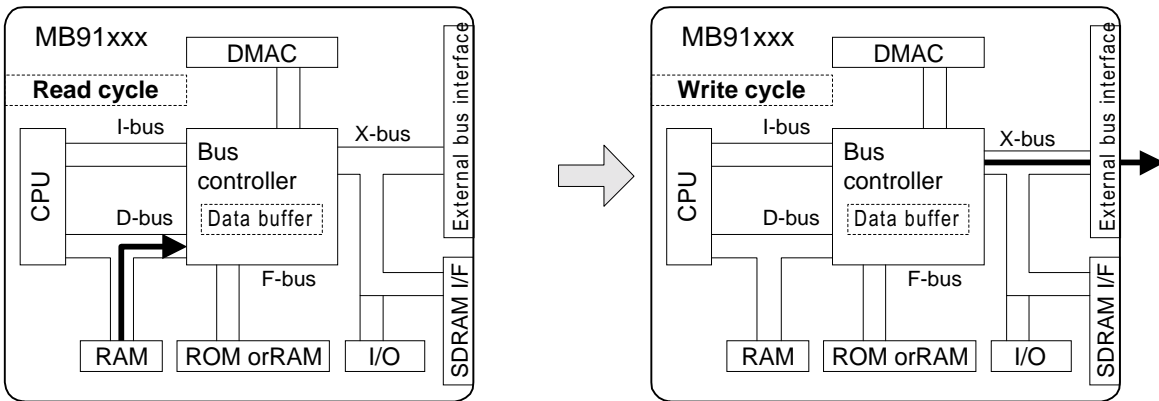 MB91xxx
DMAC
Read cycle
I-bus
X-bus
CPU
Bus
controller
Data buffer
D-bus
F-bus
External bus interface
SDRAM I/F
RAM
ROM orRAM
I/O
MB91xxx
DMAC
Write cycle
I-bus
X-bus
CPU
Bus
controller
Data buffer
D-bus
F-bus
External bus interface
SDRAM I/F
RAM
ROM orRAM
I/O